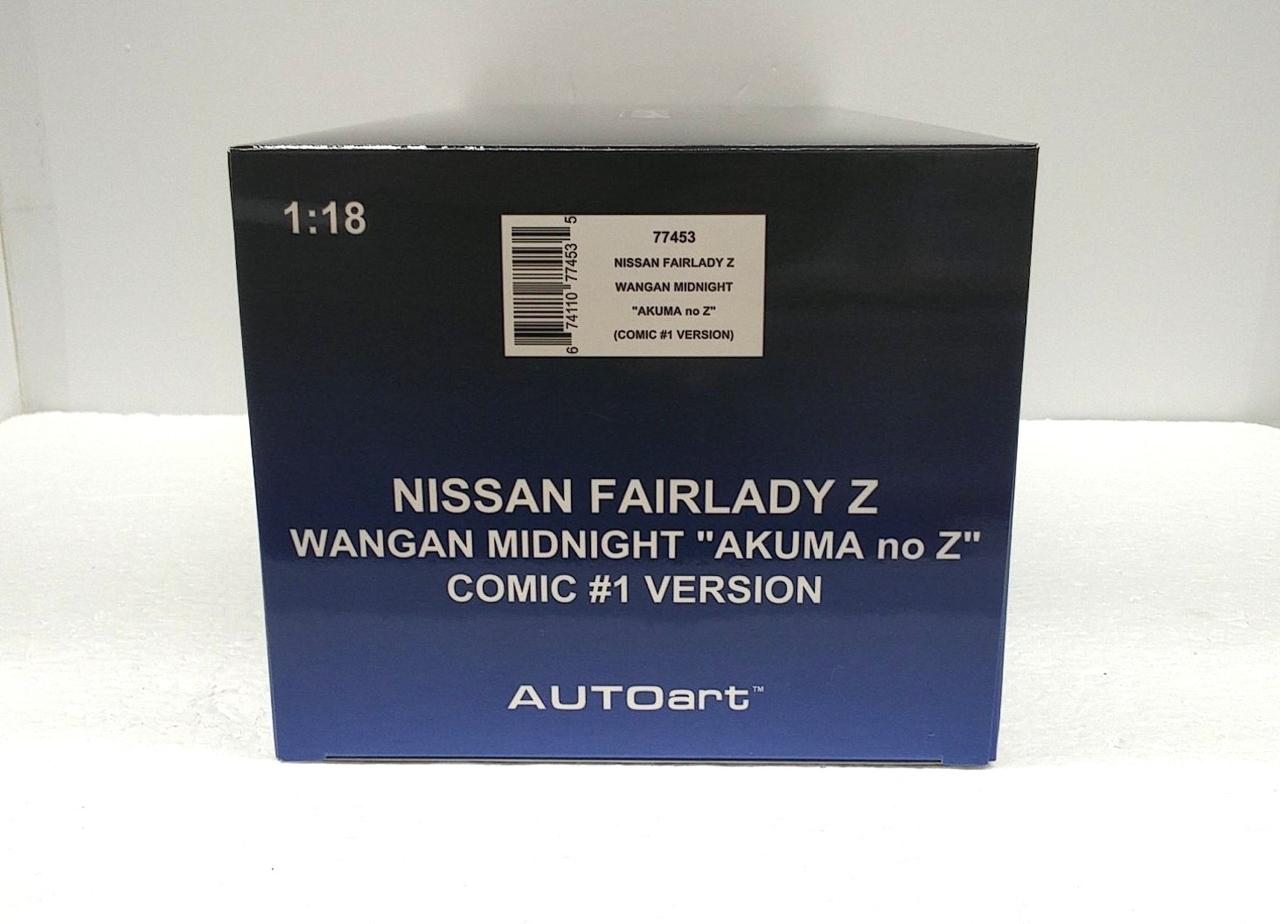 1:18
6 74110 77453 5
77453
NISSAN FAIRLADY Z
WANGAN MIDNIGHT
"AKUMA no Z"
(COMIC #1 VERSION)
NISSAN FAIRLADY Z
WANGAN MIDNIGHT "AKUMA no Z"
COMIC #1 VERSION
AUTOart™